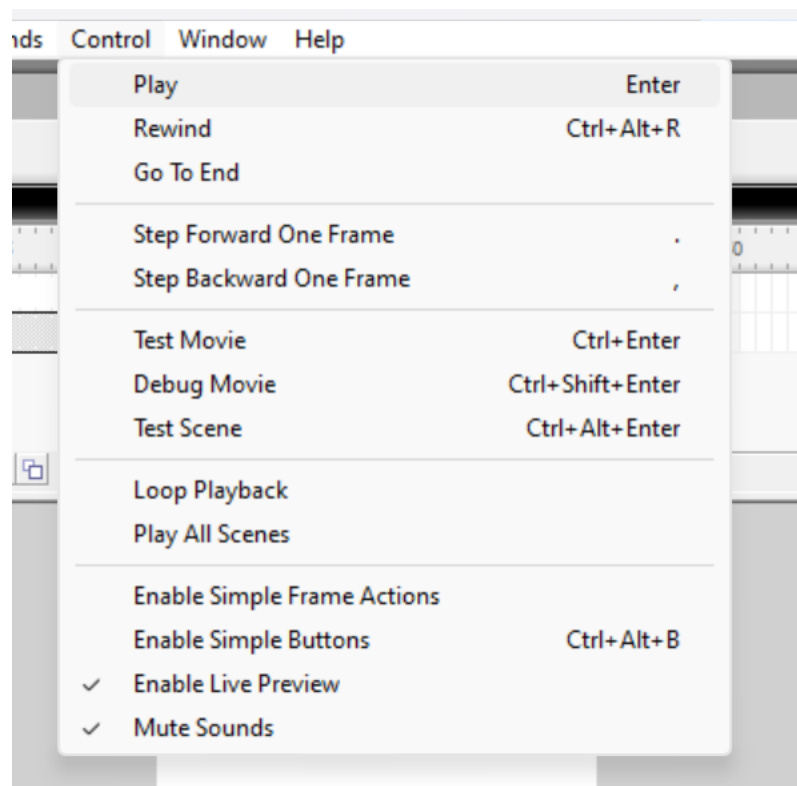 nds Control Window Help
Play Enter
Rewind Ctrl+Alt+R
Go To End
Step Forward One Frame .
Step Backward One Frame ,
Test Movie Ctrl+Enter
Debug Movie Ctrl+Shift+Enter
Test Scene Ctrl+Alt+Enter
Loop Playback
Play All Scenes
Enable Simple Frame Actions
Enable Simple Buttons Ctrl+Alt+B
Enable Live Preview
Mute Sounds